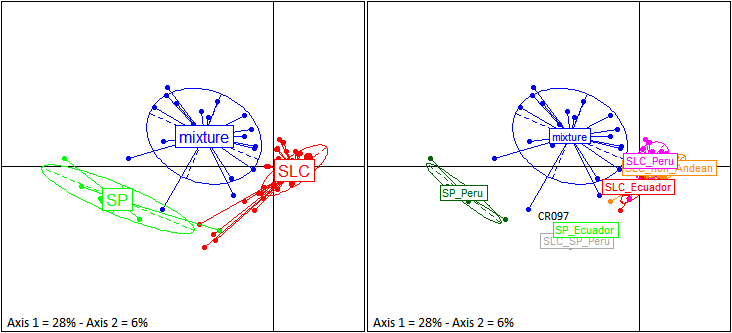 mixture
SLC
SP
Axis 1 = 28% - Axis 2 = 6%
mixture
SLC_Peru
SLC_non_Andean
SLC_Ecuador
SP_Peru
CR097
SP_Ecuador
SLC_SP_Peru
Axis 1 = 28% - Axis 2 = 6%